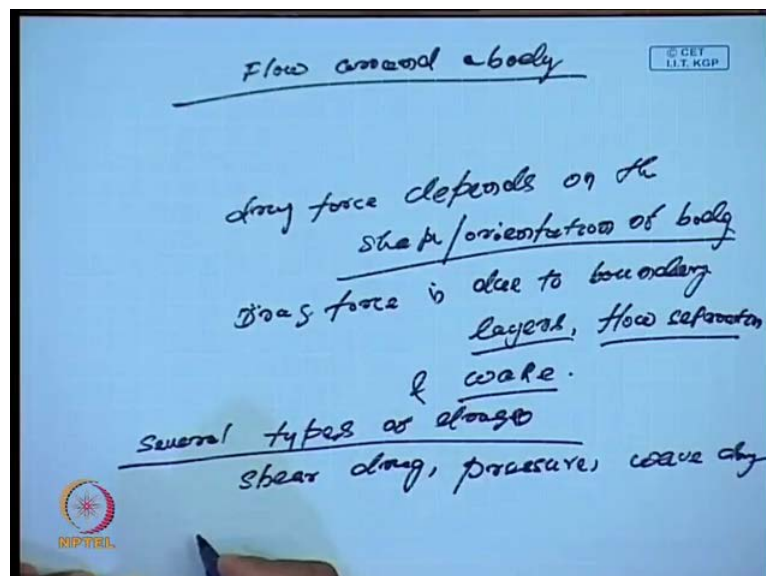 Flow around a body
© CET
I.I.T. KGP
drag force depends on the
shape/orientation of body
Drag force is due to boundary
layers, flow separation
& wake.
several types of drags
shear drag, pressure, wave drag
NPTEL